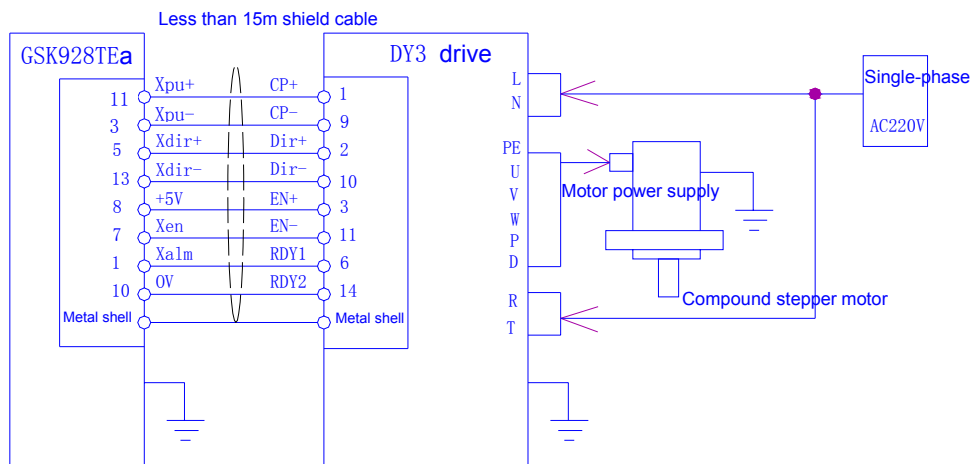 Less than 15m shield cable
GSK928TEa
DY3 drive
11 Xpu+ CP+ 1
3 Xpu- CP- 9
5 Xdir+ Dir+ 2
13 Xdir- Dir- 10
8 +5V EN+ 3
7 Xen EN- 11
1 Xalm RDY1 6
10 0V RDY2 14
Metal shell Metal shell
L
N
PE
U
V
W
P
D
R
T
Motor power supply
Compound stepper motor
Single-phase
AC220V